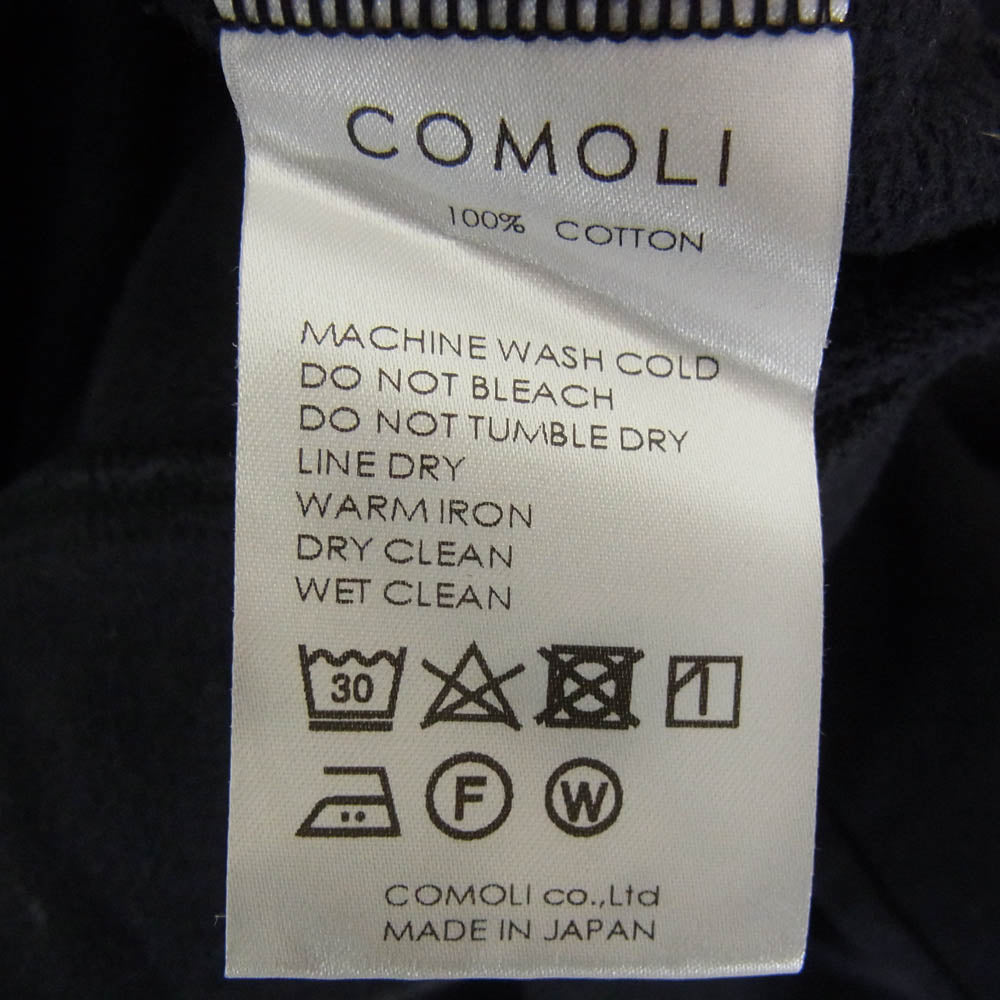 COMOLI
100% COTTON
MACHINE WASH COLD
DO NOT BLEACH
DO NOT TUMBLE DRY
LINE DRY
WARM IRON
DRY CLEAN
WET CLEAN
30
F W
COMOLI co.,Ltd
MADE IN JAPAN